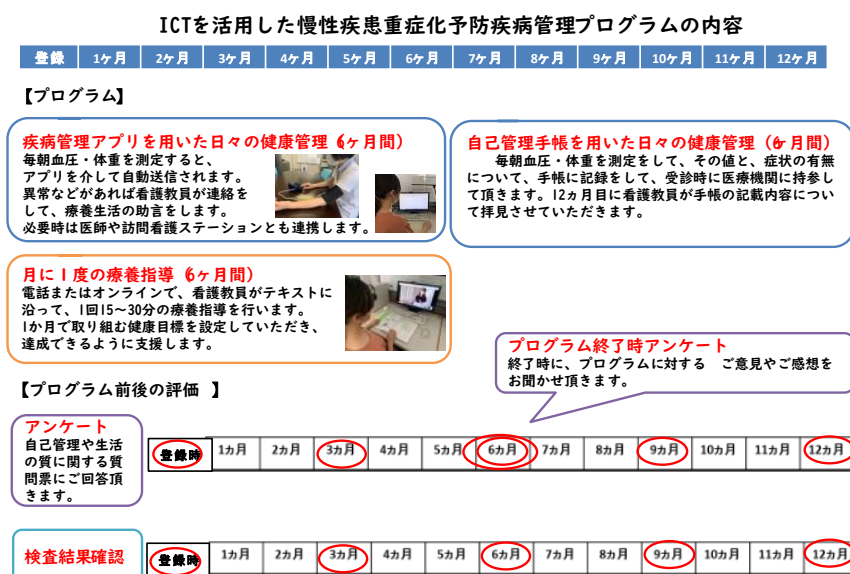 ICTを活用した慢性疾患重症化予防疾病管理プログラムの内容
登録 1ヶ月 2ヶ月 3ヶ月 4ヶ月 5ヶ月 6ヶ月 7ヶ月 8ヶ月 9ヶ月 10ヶ月 11ヶ月 12ヶ月
【プログラム】
疾病管理アプリを用いた日々の健康管理（6ヶ月間）
毎朝血圧・体重を測定すると、
アプリを介して自動送信されます。
異常などがあれば看護教員が連絡を
して、療養生活の助言をします。
必要時は医師や訪問看護ステーションとも連携します。
自己管理手帳を用いた日々の健康管理（6ヶ月間）
毎朝血圧・体重を測定をして、その値と、症状の有無
について、手帳に記録をして、受診時に医療機関に持参し
て頂きます。12ヵ月目に看護教員が手帳の記載内容につい
て拝見させていただきます。
月に1度の療養指導（6ヶ月間）
電話またはオンラインで、看護教員がテキストに
沿って、1回15～30分の療養指導を行います。
1か月で取り組む健康目標を設定していただき、
達成できるように支援します。
プログラム終了時アンケート
終了時に、プログラムに対する ご意見やご感想を
お聞かせ頂きます。
【プログラム前後の評価 】
アンケート
自己管理や生活
の質に関する質
問票にご回答頂
きます。
登録時 1カ月 2カ月 3カ月 4カ月 5カ月 6カ月 7カ月 8カ月 9カ月 10カ月 11カ月 12カ月
検査結果確認
登録時 1カ月 2カ月 3カ月 4カ月 5カ月 6カ月 7カ月 8カ月 9カ月 10カ月 11カ月 12カ月